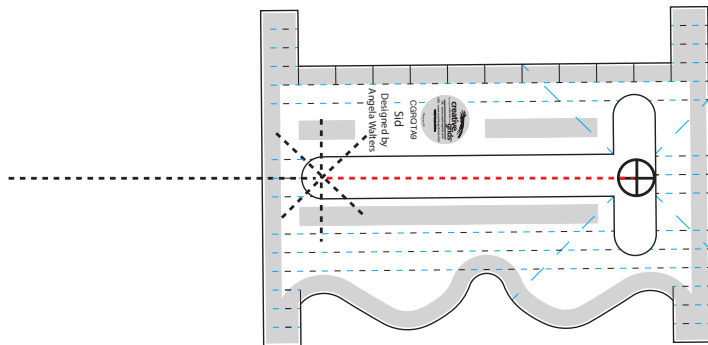 creative
grids
CGRQTA9
Sid
Designed by
Angela Walters